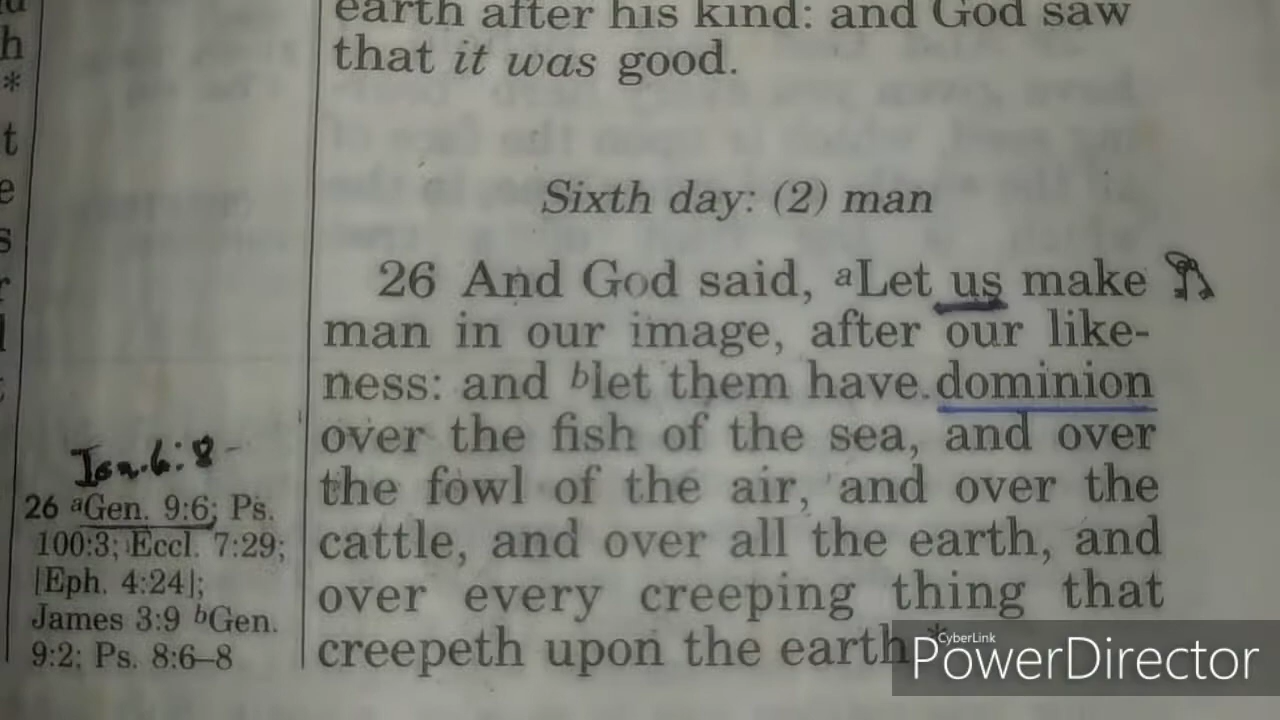 earth after his kind: and God saw
that it was good.
Sixth day: (2) man
26 And God said, aLet us make
man in our image, after our like-
ness: and blet them have dominion
over the fish of the sea, and over
the fowl of the air, and over the
cattle, and over all the earth, and
over every creeping thing that
creepeth upon the earth.*
Isa. 6:8
26 aGen. 9:6; Ps.
100:3; Eccl. 7:29;
[Eph. 4:24];
James 3:9 bGen.
9:2; Ps. 8:6–8
CyberLink
PowerDirector